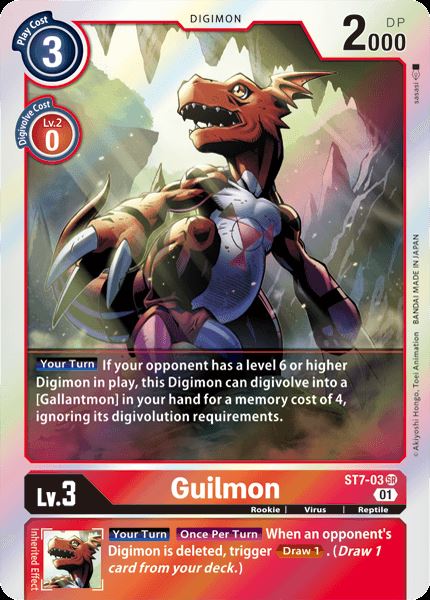 Play Cost
3
DIGIMON
DP
2000
Digivolve Cost
Lv.2
0
sasasi
© Akiyoshi Hongo, Toei Animation BANDAI MADE IN JAPAN
Your Turn If your opponent has a level 6 or higher
Digimon in play, this Digimon can digivolve into a
[Gallantmon] in your hand for a memory cost of 4,
ignoring its digivolution requirements.
Lv.3
Guilmon
ST7-03 SR
01
Rookie | Virus | Reptile
Inherited Effect
Your Turn Once Per Turn When an opponent's
Digimon is deleted, trigger Draw 1 . (Draw 1
card from your deck.)